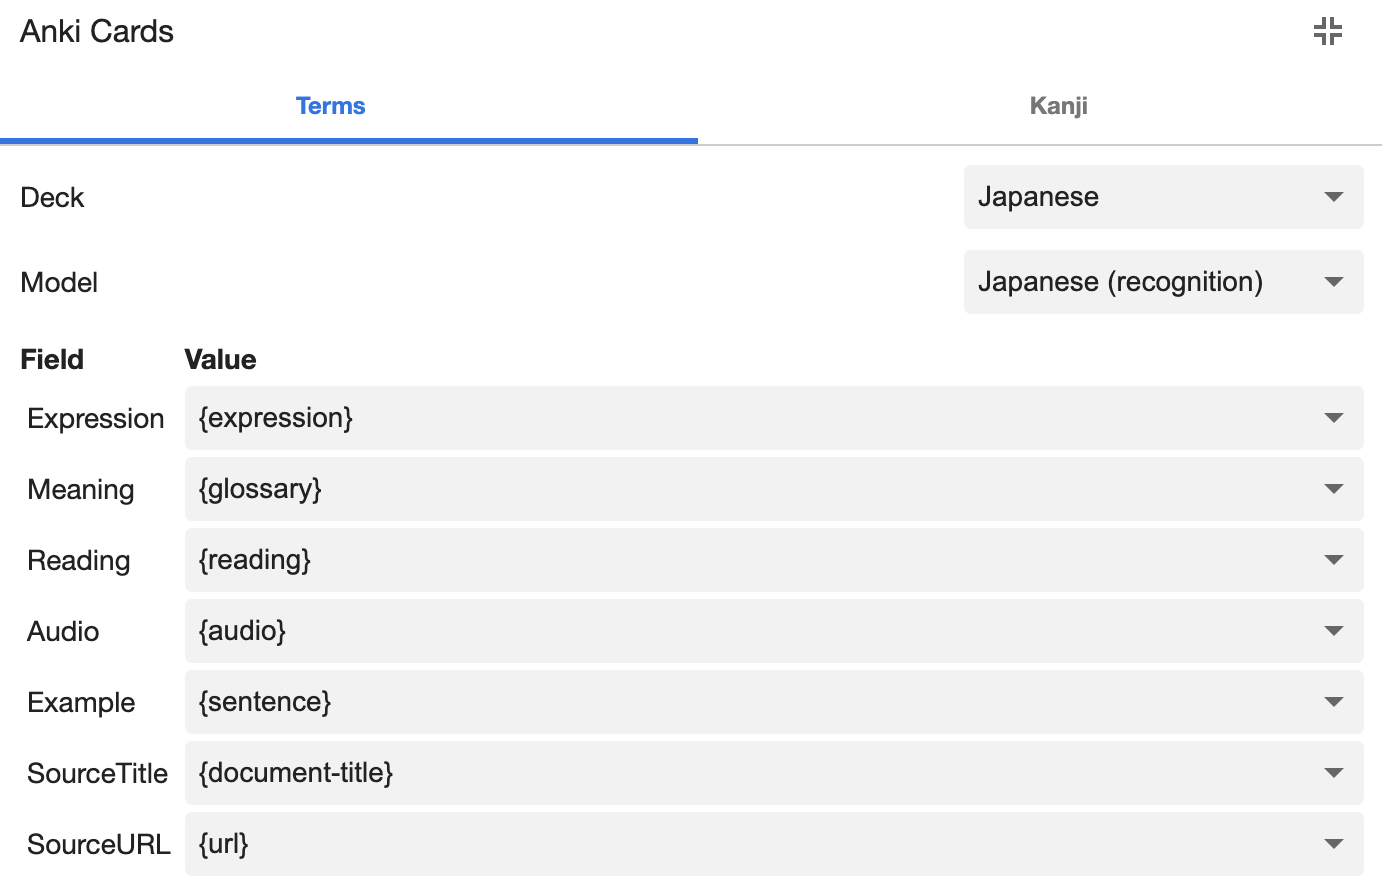 Anki Cards
Terms Kanji
Deck Japanese
Model Japanese (recognition)
Field Value
Expression {expression}
Meaning {glossary}
Reading {reading}
Audio {audio}
Example {sentence}
SourceTitle {document-title}
SourceURL {url}